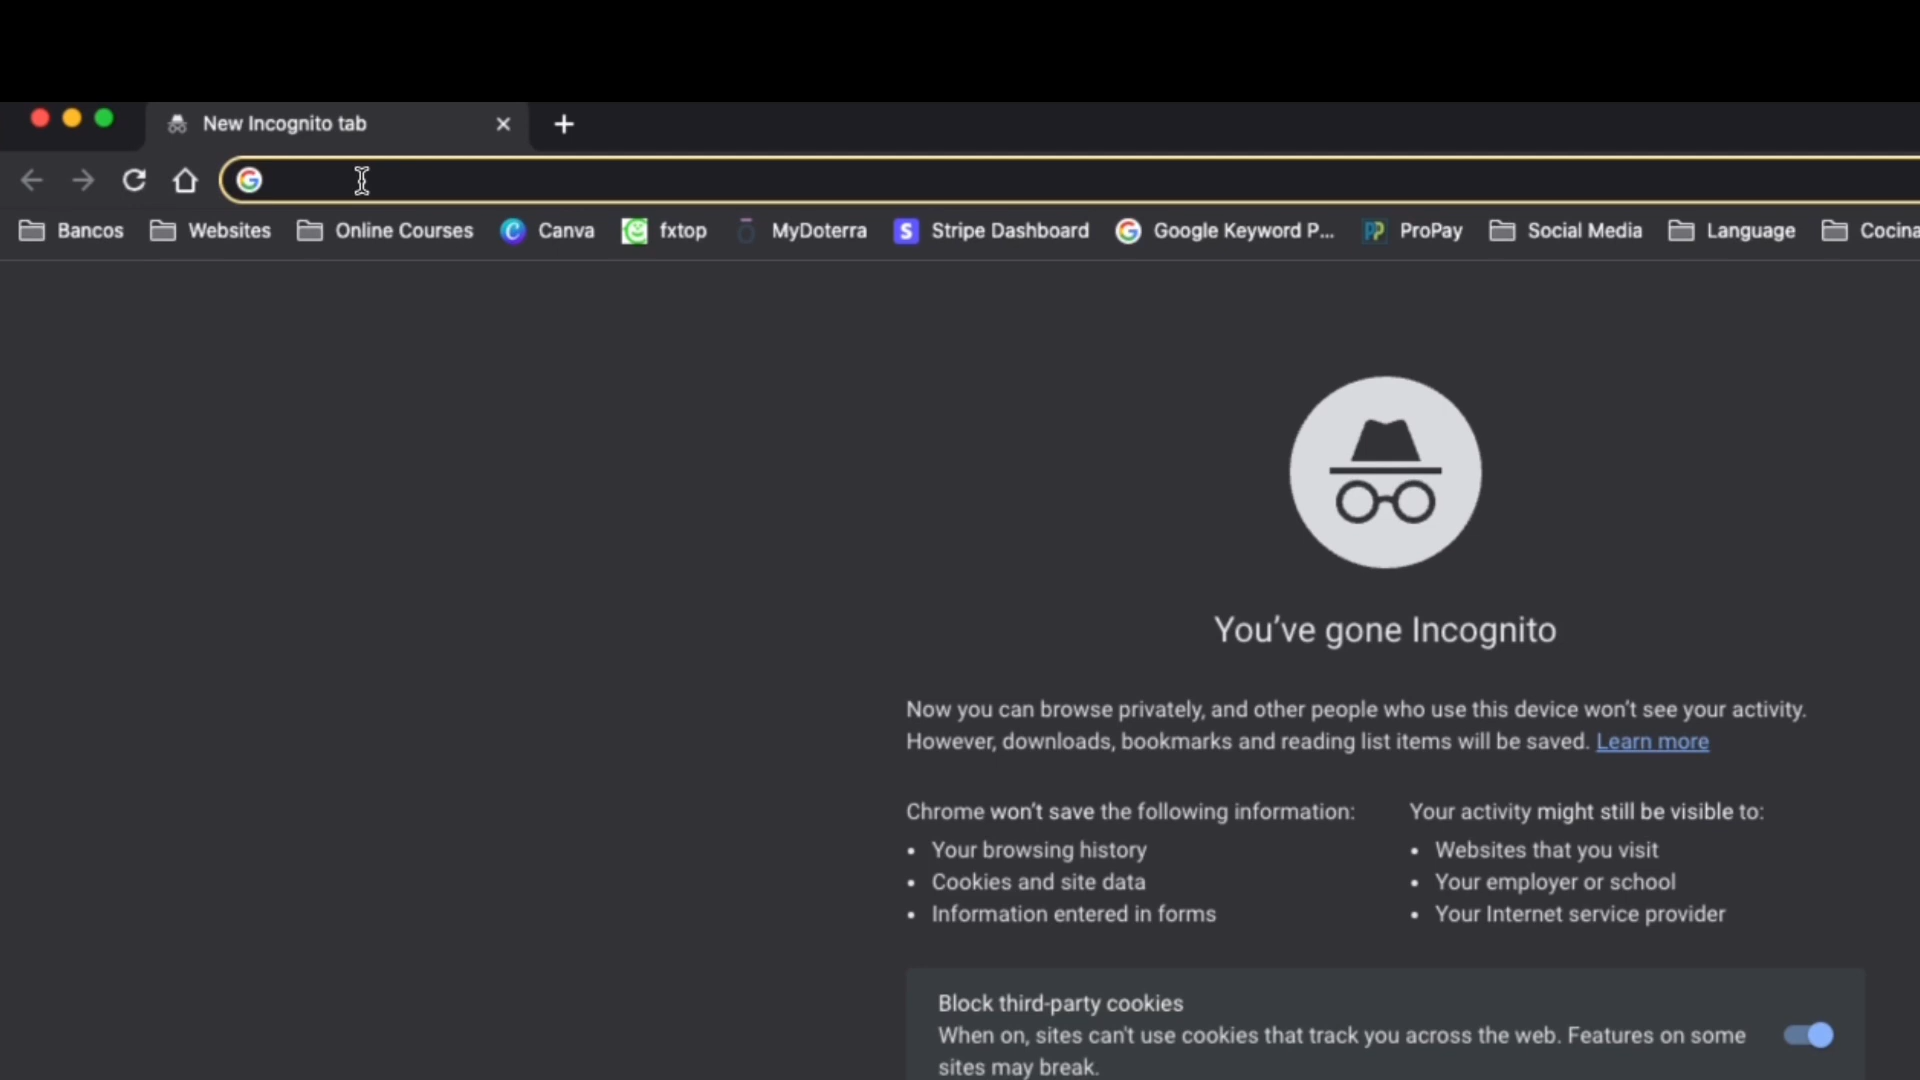 New Incognito tab
Bancos Websites Online Courses Canva fxtop MyDoterra Stripe Dashboard Google Keyword P... ProPay Social Media Language Cocina
You've gone Incognito
Now you can browse privately, and other people who use this device won't see your activity.
However, downloads, bookmarks and reading list items will be saved. Learn more
Chrome won't save the following information:
• Your browsing history
• Cookies and site data
• Information entered in forms
Your activity might still be visible to:
• Websites that you visit
• Your employer or school
• Your Internet service provider
Block third-party cookies
When on, sites can't use cookies that track you across the web. Features on some
sites may break.